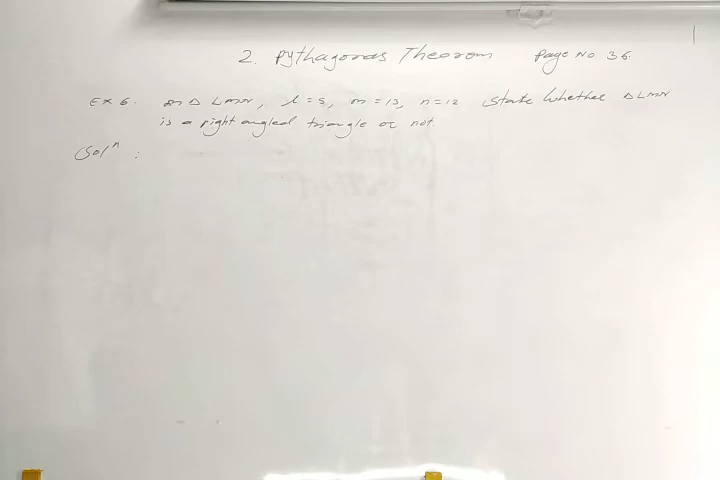 2. Pythagoras Theorem Page No 36.
Ex 6. In △ LMN, l = 5, m = 13, n = 12 State whether △ LMN
is a right angled triangle or not
Solⁿ :